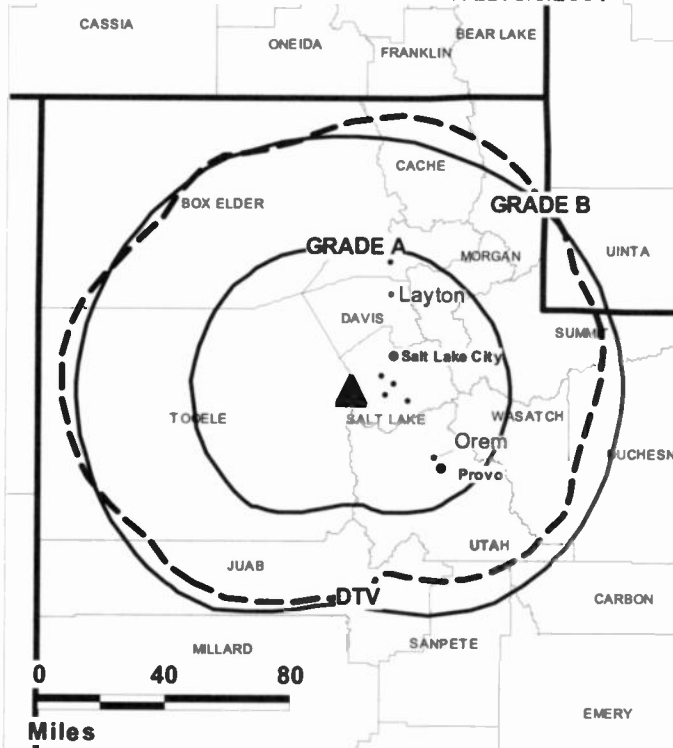 CASSIA
ONEIDA
FRANKLIN
BEAR LAKE
CACHE
BOX ELDER
GRADE B
GRADE A
MORGAN
UINTA
Layton
DAVIS
SUMMIT
Salt Lake City
TOOELE
SALT LAKE
WASATCH
Orem
DUCHESN
Provo
UTAH
JUAB
DTV
CARBON
MILLARD
SANPETE
0 40 80
EMERY
Miles